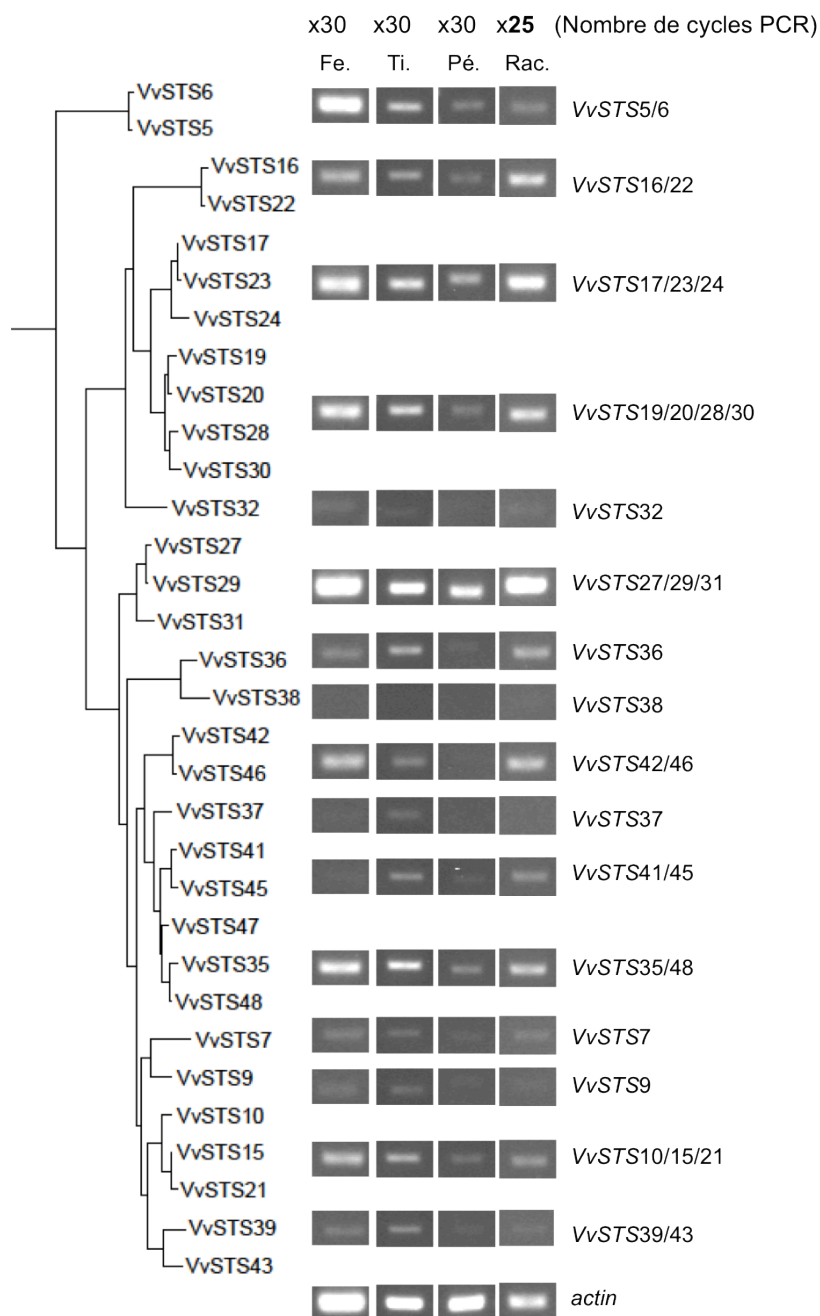 x30 x30 x30 x25 (Nombre de cycles PCR)
Fe. Ti. Pé. Rac.
VvSTS6
VvSTS5/6
VvSTS5
VvSTS16
VvSTS16/22
VvSTS22
VvSTS17
VvSTS23
VvSTS17/23/24
VvSTS24
VvSTS19
VvSTS20
VvSTS19/20/28/30
VvSTS28
VvSTS30
VvSTS32 VvSTS32
VvSTS27
VvSTS29 VvSTS27/29/31
VvSTS31
VvSTS36 VvSTS36
VvSTS38 VvSTS38
VvSTS42
VvSTS42/46
VvSTS46
VvSTS37 VvSTS37
VvSTS41
VvSTS41/45
VvSTS45
VvSTS47
VvSTS35 VvSTS35/48
VvSTS48
VvSTS7 VvSTS7
VvSTS9 VvSTS9
VvSTS10
VvSTS15 VvSTS10/15/21
VvSTS21
VvSTS39 VvSTS39/43
VvSTS43
actin